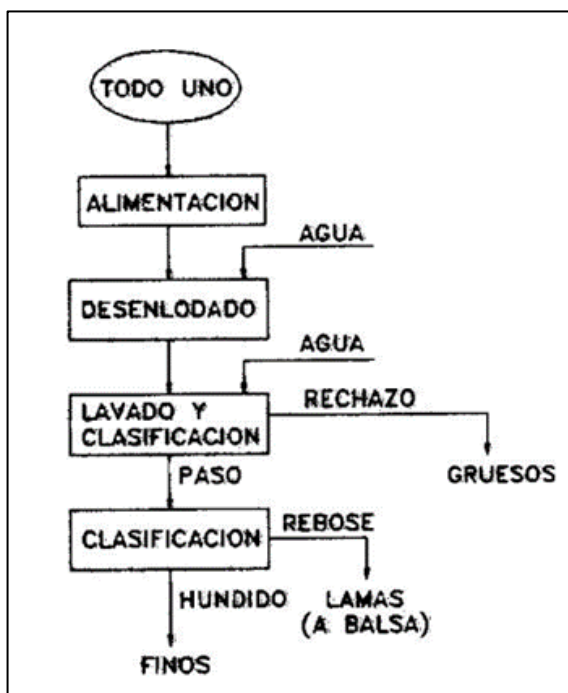 TODO UNO
ALIMENTACION
AGUA
DESENLODADO
AGUA
LAVADO Y
CLASIFICACION
RECHAZO
GRUESOS
PASO
CLASIFICACION
REBOSE
HUNDIDO
LAMAS
(A BALSA)
FINOS